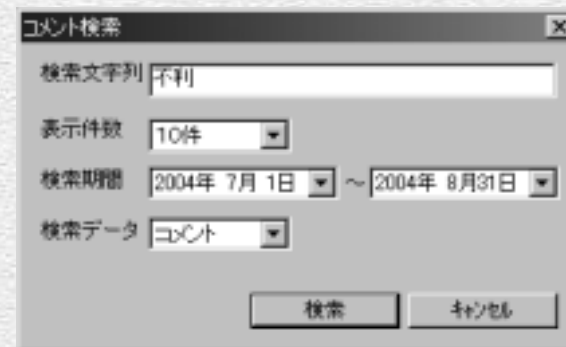 コメント検索
検索文字列 不利
表示件数 10件
検索期間 2004年 7月 1日 ～ 2004年 8月31日
検索データ コメント
検索 キャンセル